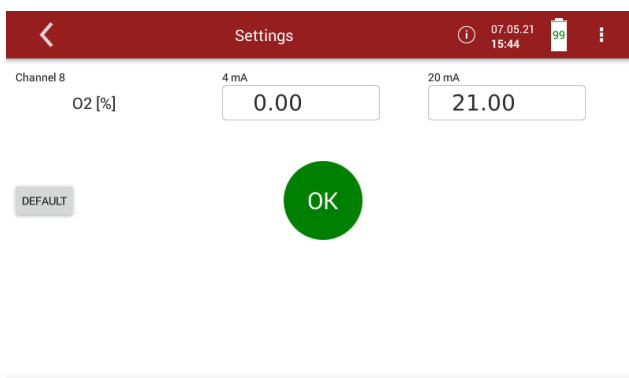 Settings
07.05.21
15:44
99
Channel 8
4 mA
20 mA
O2 [%]
0.00
21.00
DEFAULT
OK